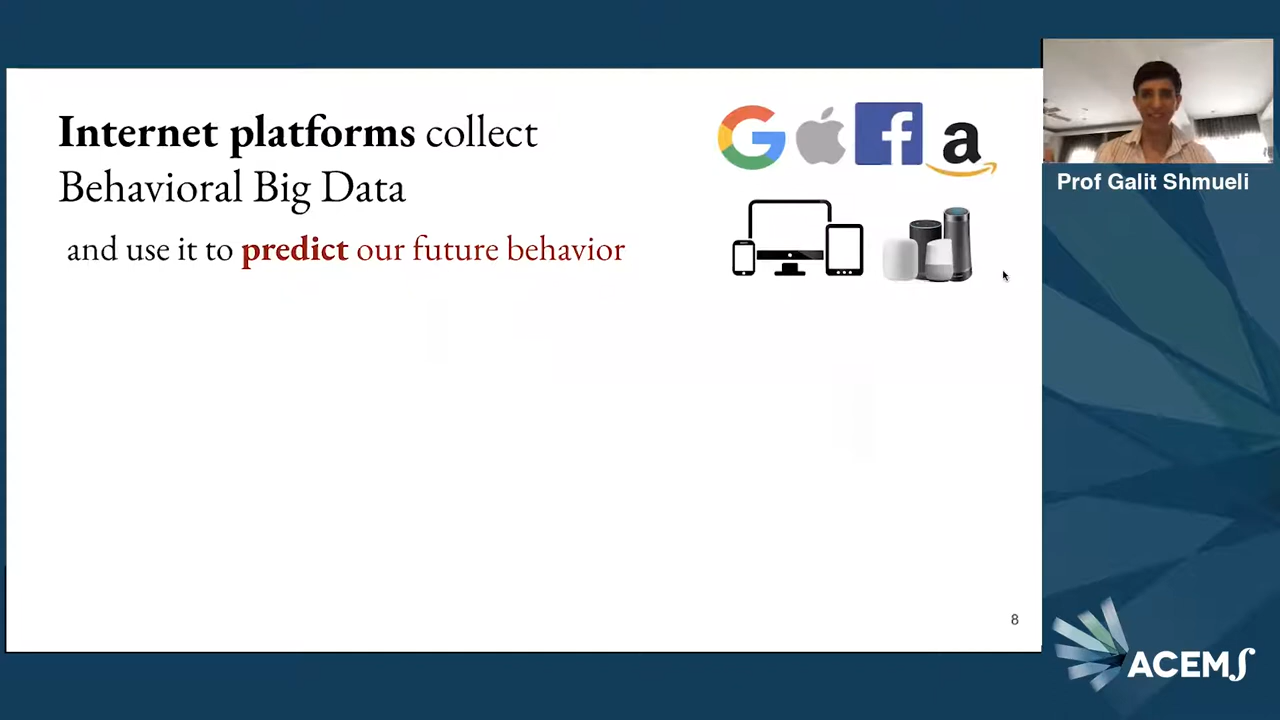 Internet platforms collect
Behavioral Big Data
and use it to predict our future behavior
Prof Galit Shmueli
8
ACEMS